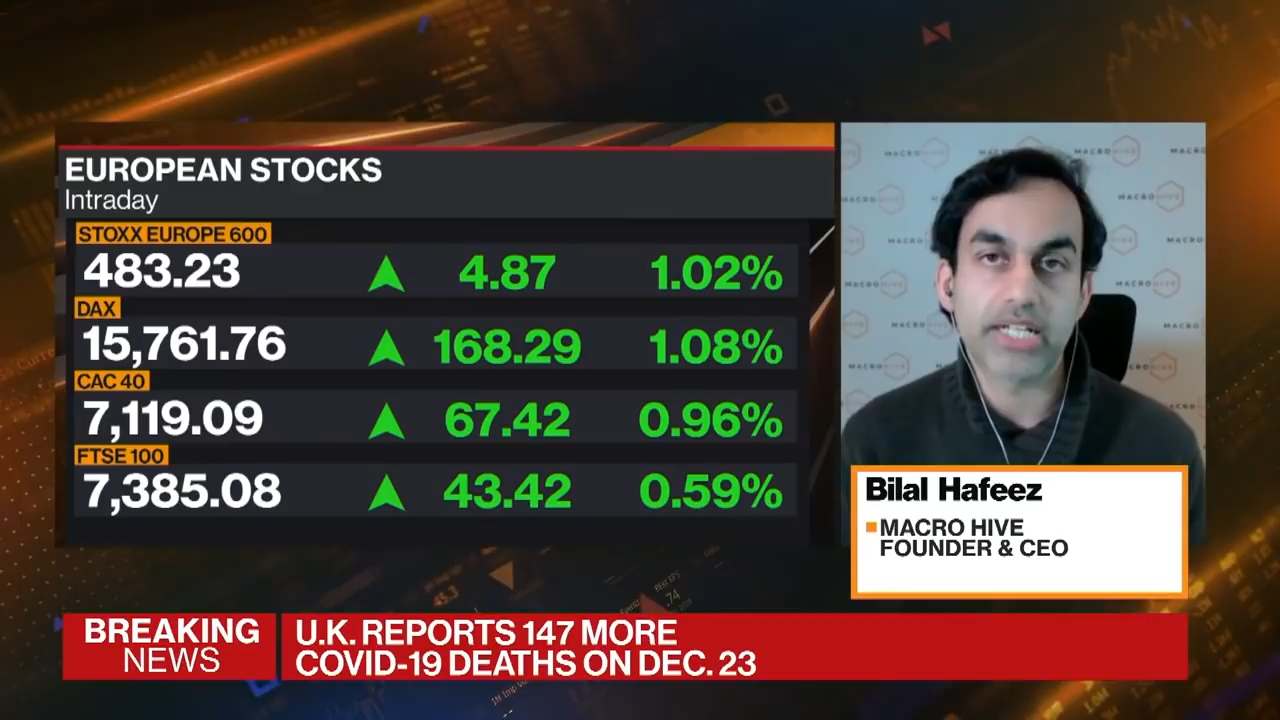 EUROPEAN STOCKS
Intraday
STOXX EUROPE 600
483.23 4.87 1.02%
DAX
15,761.76 168.29 1.08%
CAC 40
7,119.09 67.42 0.96%
FTSE 100
7,385.08 43.42 0.59%
MACRO HIVE
Bilal Hafeez
MACRO HIVE
FOUNDER & CEO
BREAKING
NEWS
U.K. REPORTS 147 MORE
COVID-19 DEATHS ON DEC. 23